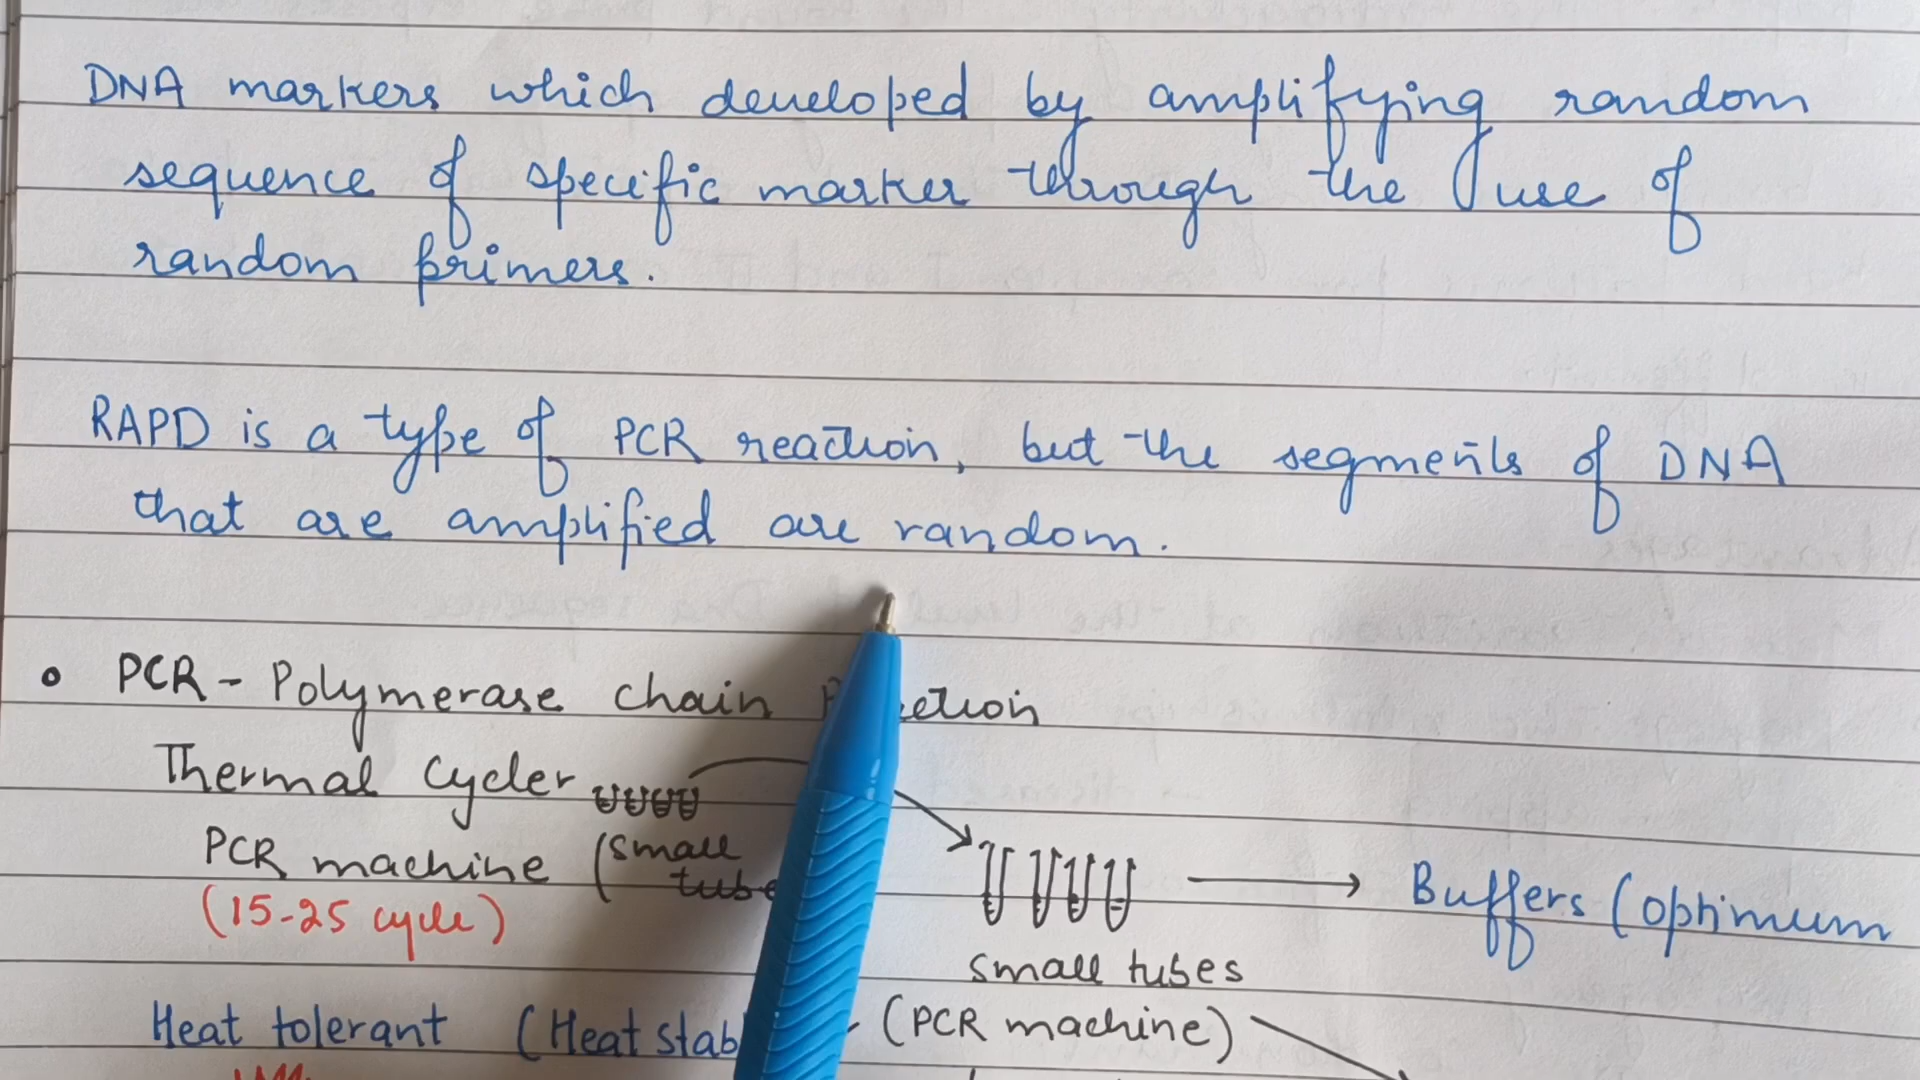 DNA markers which developed by amplifying random
sequence of specific marker through the use of
random primers.
RAPD is a type of PCR reaction, but the segments of DNA
that are amplified are random.
• PCR - Polymerase chain
Thermal cycler
PCR machine (small
tube
(15-25 cycle)
small tubes
Buffers (optimum
Heat tolerant (Heat stab
(PCR machine)